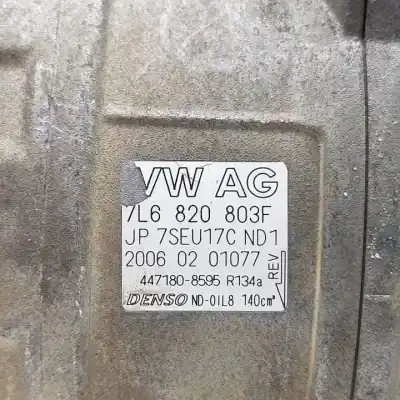 VW AG
7L6 820 803F
JP 7SEU17C ND1
2006 02 01077
REV
447180-8595 R134a
DENSO ND-OIL8 140cm³